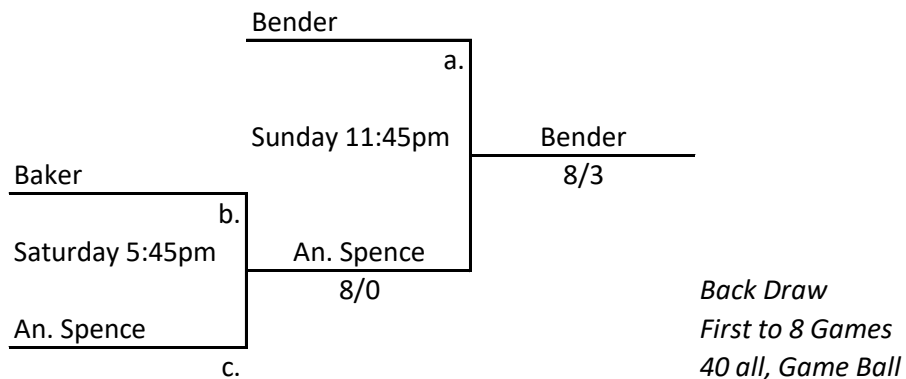 Bender
a.
Sunday 11:45pm
Bender
8/3
Baker
b.
Saturday 5:45pm
An. Spence
8/0
An. Spence
c.
Back Draw
First to 8 Games
40 all, Game Ball